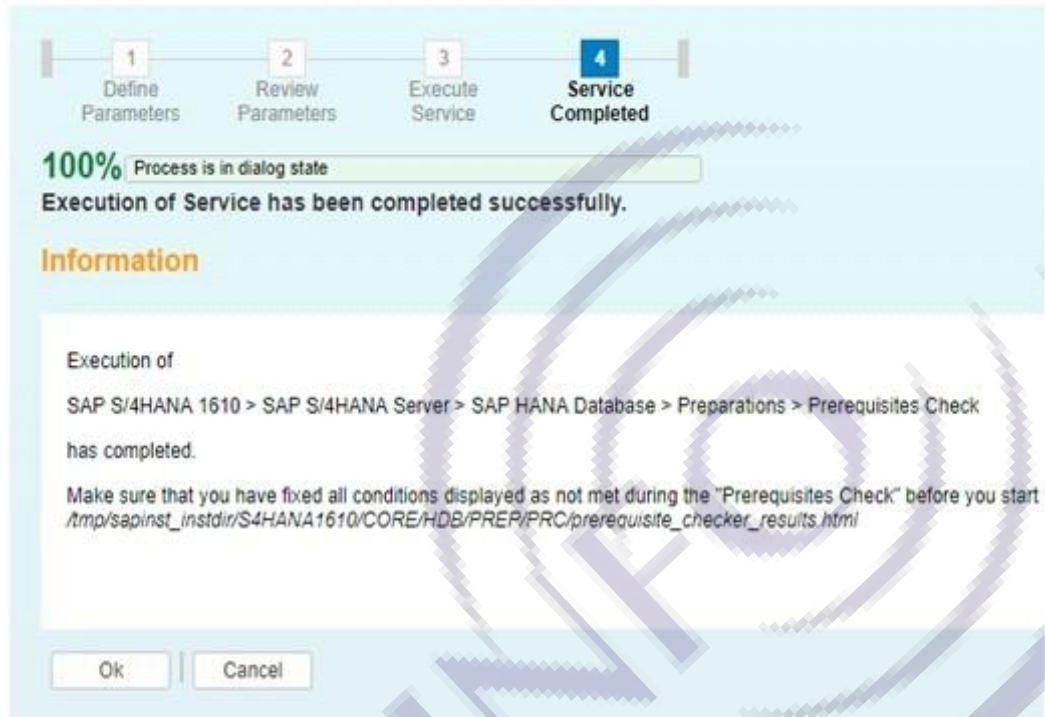 1 2 3 4
Define Parameters
Review Parameters
Execute Service
Service Completed
100% Process is in dialog state
Execution of Service has been completed successfully.
Information
Execution of
SAP S/4HANA 1610 > SAP S/4HANA Server > SAP HANA Database > Preparations > Prerequisites Check
has completed.
Make sure that you have fixed all conditions displayed as not met during the "Prerequisites Check" before you start
/tmp/sapinst_instdir/S4HANA1610/CORE/HDB/PREP/PRC/prerequisite_checker_results.html
Ok Cancel
INFO